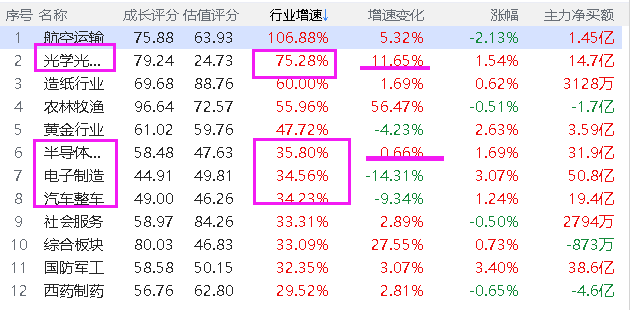 序号 名称 成长评分 估值评分 行业增速↓ 增速变化 涨幅 主力净买额
1 航空运输 75.88 63.93 106.88% 5.32% -2.13% 1.45亿
2 光学光... 79.24 24.73 75.28% 11.65% 1.54% 14.7亿
3 造纸行业 69.68 88.76 60.00% 1.69% 0.62 3128万
4 农林牧渔 96.64 72.57 55.96% 56.47% -0.51% -1.7亿
5 黄金行业 61.02 59.76 47.72% -4.23% 2.63% 3.59亿
6 半导体... 58.48 47.63 35.80% 0.66% 1.69% 31.9亿
7 电子制造 44.91 49.81 34.56% -14.31% 3.07% 50.8亿
8 汽车整车 49.00 46.26 34.23% -9.34% 1.24% 19.4亿
9 社会服务 58.97 84.26 33.31% 2.89% -0.50% 2794万
10 综合板块 80.03 46.83 33.09% 27.55% 0.73% -873万
11 国防军工 58.58 50.15 32.35% 3.07% 3.40% 38.6亿
12 西药制药 56.76 62.80 29.52% 2.81% -0.65% -4.6亿